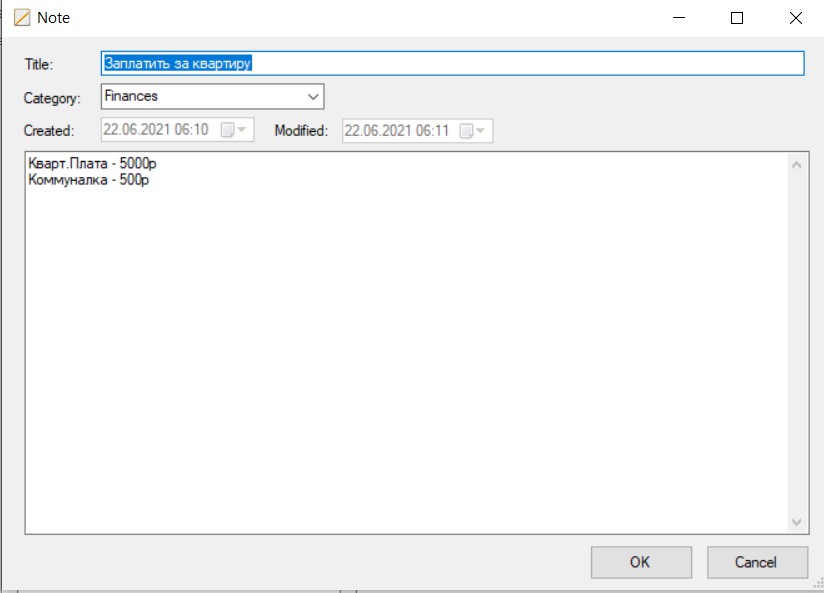 Note
Title: Заплатить за квартиру
Category: Finances
Created: 22.06.2021 06:10 Modified: 22.06.2021 06:11
Кварт.Плата - 5000р
Коммуналка - 500р
OK Cancel